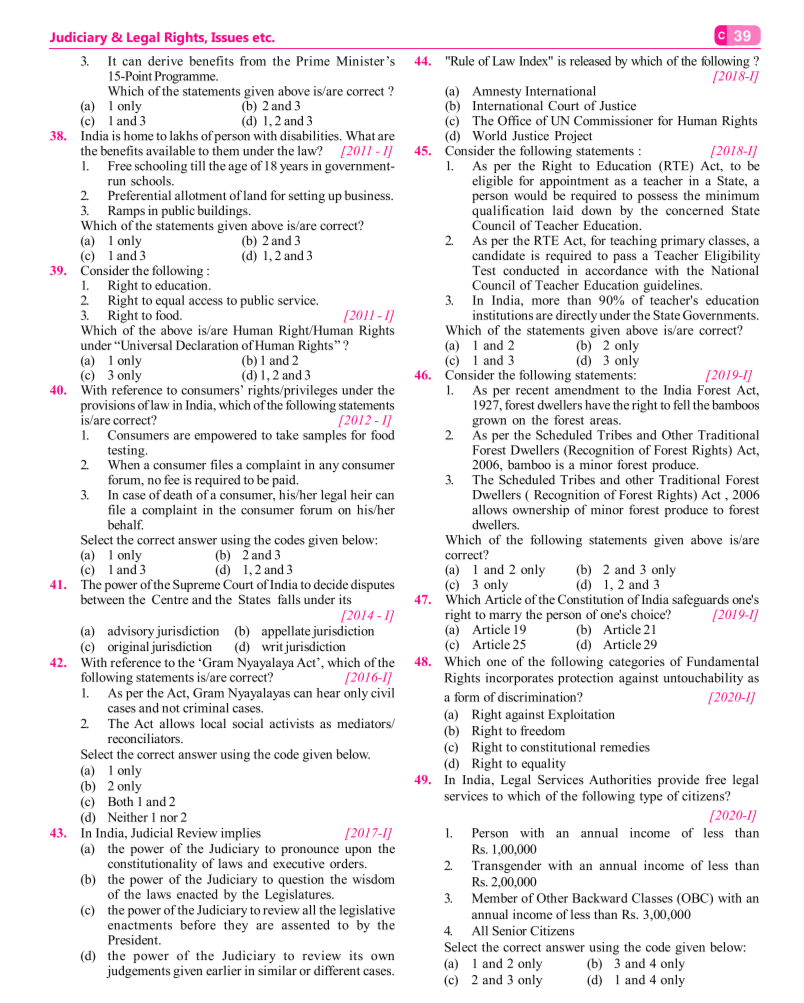 Judiciary & Legal Rights, Issues etc.
C 39
3. It can derive benefits from the Prime Minister's
15-Point Programme.
Which of the statements given above is/are correct ?
(a) 1 only (b) 2 and 3
(c) 1 and 3 (d) 1, 2 and 3
38. India is home to lakhs of person with disabilities. What are
the benefits available to them under the law? [2011 - I]
1. Free schooling till the age of 18 years in government-
run schools.
2. Preferential allotment of land for setting up business.
3. Ramps in public buildings.
Which of the statements given above is/are correct?
(a) 1 only (b) 2 and 3
(c) 1 and 3 (d) 1, 2 and 3
39. Consider the following :
1. Right to education.
2. Right to equal access to public service.
3. Right to food. [2011 - I]
Which of the above is/are Human Right/Human Rights
under “Universal Declaration of Human Rights” ?
(a) 1 only (b) 1 and 2
(c) 3 only (d) 1, 2 and 3
40. With reference to consumers’ rights/privileges under the
provisions of law in India, which of the following statements
is/are correct? [2012 - I]
1. Consumers are empowered to take samples for food
testing.
2. When a consumer files a complaint in any consumer
forum, no fee is required to be paid.
3. In case of death of a consumer, his/her legal heir can
file a complaint in the consumer forum on his/her
behalf.
Select the correct answer using the codes given below:
(a) 1 only (b) 2 and 3
(c) 1 and 3 (d) 1, 2 and 3
41. The power of the Supreme Court of India to decide disputes
between the Centre and the States falls under its
[2014 - I]
(a) advisory jurisdiction (b) appellate jurisdiction
(c) original jurisdiction (d) writ jurisdiction
42. With reference to the ‘Gram Nyayalaya Act’, which of the
following statements is/are correct? [2016-I]
1. As per the Act, Gram Nyayalayas can hear only civil
cases and not criminal cases.
2. The Act allows local social activists as mediators/
reconciliators.
Select the correct answer using the code given below.
(a) 1 only
(b) 2 only
(c) Both 1 and 2
(d) Neither 1 nor 2
43. In India, Judicial Review implies [2017-I]
(a) the power of the Judiciary to pronounce upon the
constitutionality of laws and executive orders.
(b) the power of the Judiciary to question the wisdom
of the laws enacted by the Legislatures.
(c) the power of the Judiciary to review all the legislative
enactments before they are assented to by the
President.
(d) the power of the Judiciary to review its own
judgements given earlier in similar or different cases.
44. "Rule of Law Index" is released by which of the following ?
[2018-I]
(a) Amnesty International
(b) International Court of Justice
(c) The Office of UN Commissioner for Human Rights
(d) World Justice Project
45. Consider the following statements : [2018-I]
1. As per the Right to Education (RTE) Act, to be
eligible for appointment as a teacher in a State, a
person would be required to possess the minimum
qualification laid down by the concerned State
Council of Teacher Education.
2. As per the RTE Act, for teaching primary classes, a
candidate is required to pass a Teacher Eligibility
Test conducted in accordance with the National
Council of Teacher Education guidelines.
3. In India, more than 90% of teacher's education
institutions are directly under the State Governments.
Which of the statements given above is/are correct?
(a) 1 and 2 (b) 2 only
(c) 1 and 3 (d) 3 only
46. Consider the following statements: [2019-I]
1. As per recent amendment to the India Forest Act,
1927, forest dwellers have the right to fell the bamboos
grown on the forest areas.
2. As per the Scheduled Tribes and Other Traditional
Forest Dwellers (Recognition of Forest Rights) Act,
2006, bamboo is a minor forest produce.
3. The Scheduled Tribes and other Traditional Forest
Dwellers ( Recognition of Forest Rights) Act , 2006
allows ownership of minor forest produce to forest
dwellers.
Which of the following statements given above is/are
correct?
(a) 1 and 2 only (b) 2 and 3 only
(c) 3 only (d) 1, 2 and 3
47. Which Article of the Constitution of India safeguards one's
right to marry the person of one's choice? [2019-I]
(a) Article 19 (b) Article 21
(c) Article 25 (d) Article 29
48. Which one of the following categories of Fundamental
Rights incorporates protection against untouchability as
a form of discrimination? [2020-I]
(a) Right against Exploitation
(b) Right to freedom
(c) Right to constitutional remedies
(d) Right to equality
49. In India, Legal Services Authorities provide free legal
services to which of the following type of citizens?
[2020-I]
1. Person with an annual income of less than
Rs. 1,00,000
2. Transgender with an annual income of less than
Rs. 2,00,000
3. Member of Other Backward Classes (OBC) with an
annual income of less than Rs. 3,00,000
4. All Senior Citizens
Select the correct answer using the code given below:
(a) 1 and 2 only (b) 3 and 4 only
(c) 2 and 3 only (d) 1 and 4 only